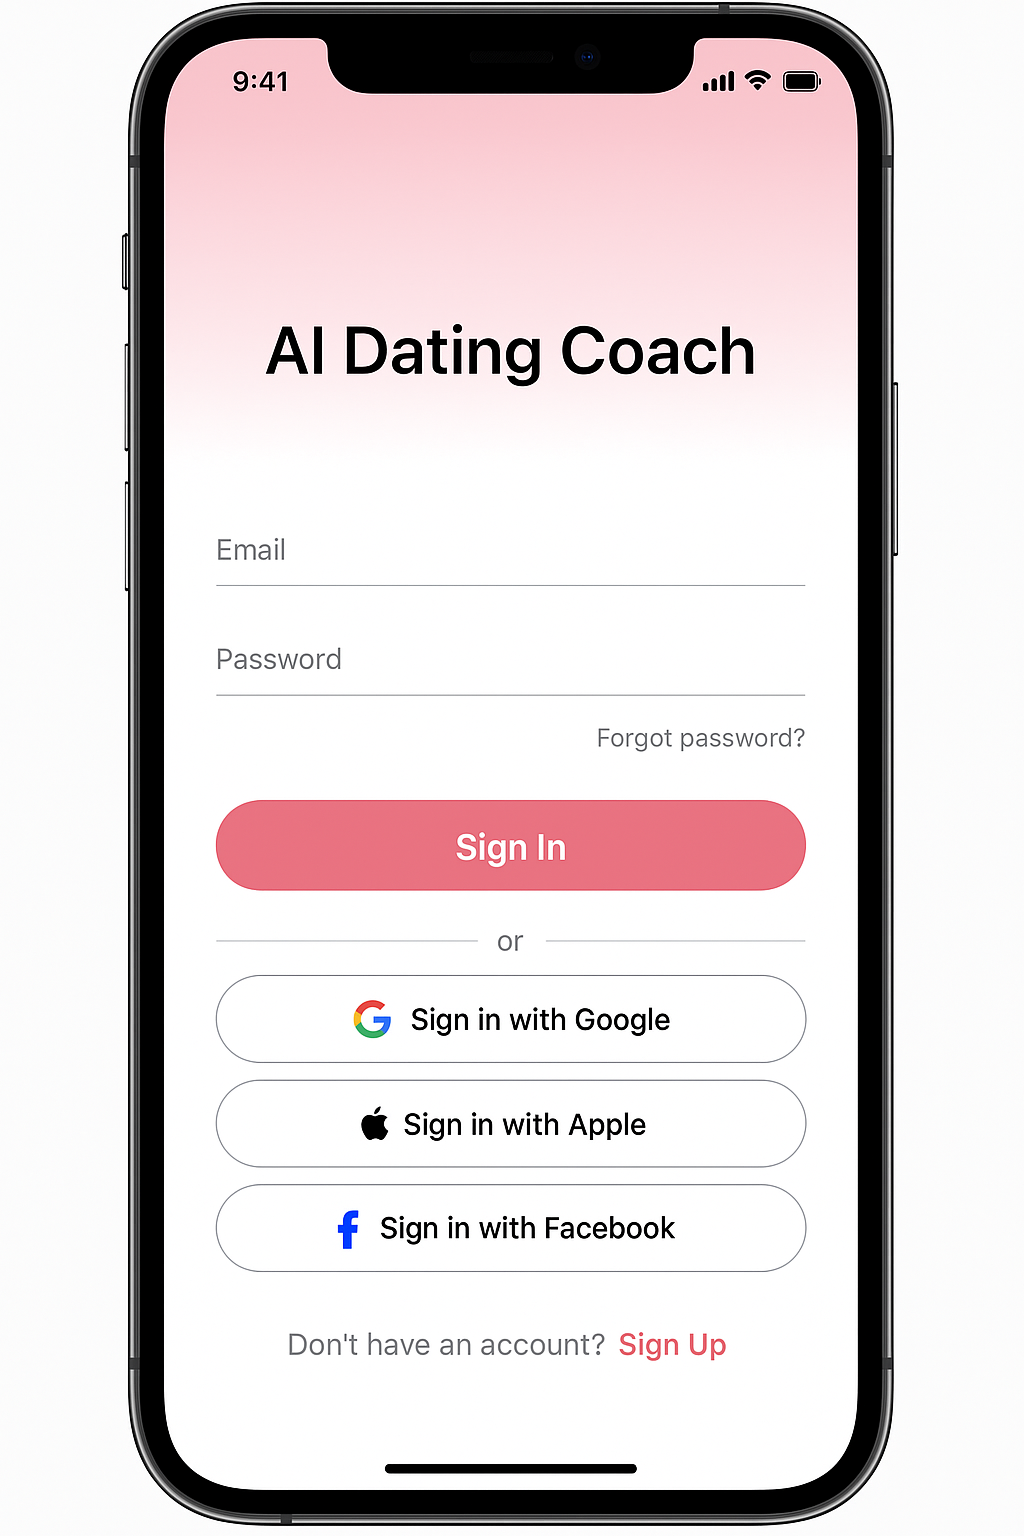 9:41
AI Dating Coach
Email
Password
Forgot password?
Sign In
or
Sign in with Google
Sign in with Apple
Sign in with Facebook
Don't have an account? Sign Up